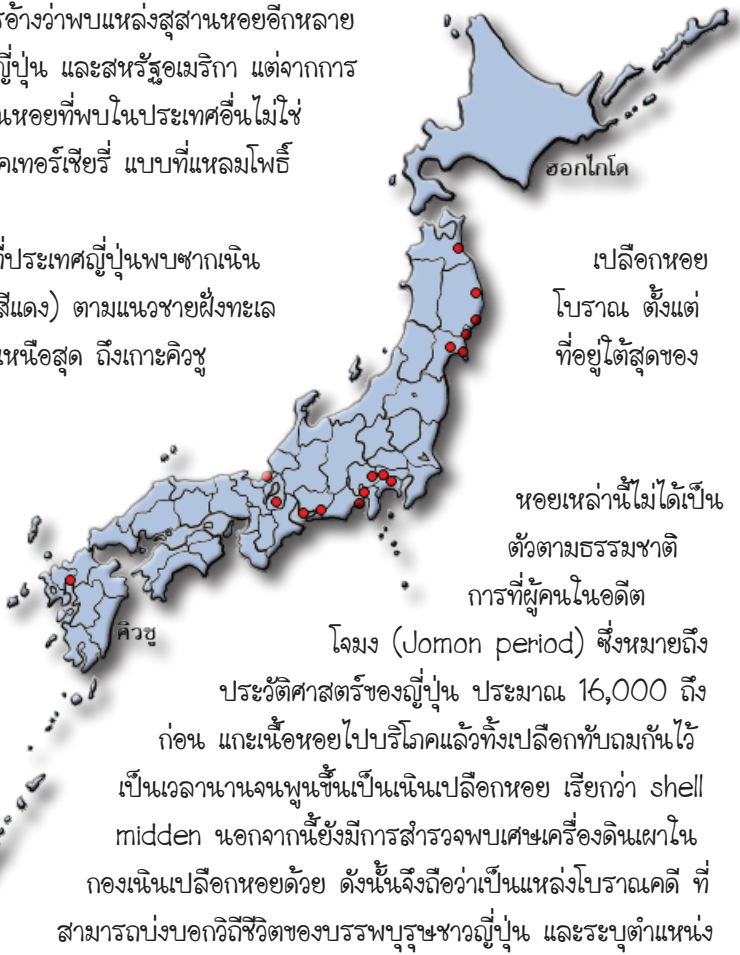 รอ้างว่าพบแหล่งสุสานหอยอีกหลาย
ญี่ปุ่น และสหรัฐอเมริกา แต่จากการ
นหอยที่พบในประเทศอื่นไม่ใช่
คเทอร์เชียรี่ แบบที่แหลมโพธิ์
ฮอกไกโด
ที่ประเทศญี่ปุ่นพบซากเนิน เปลือกหอย
สีแดง) ตามแนวชายฝั่งทะเล โบราณ ตั้งแต่
เหนือสุด ถึงเกาะคิวชู ที่อยู่ใต้สุดของ
หอยเหล่านี้ไม่ได้เป็น
ตัวตามธรรมชาติ
การที่ผู้คนในอดีต
คิวชู
โจมง (Jomon period) ซึ่งหมายถึง
ประวัติศาสตร์ของญี่ปุ่น ประมาณ 16,000 ถึง
ก่อน แกะเนื้อหอยไปบริโภคแล้วทิ้งเปลือกทับถมกันไว้
เป็นเวลานานจนพูนขึ้นเป็นเนินเปลือกหอย เรียกว่า shell
midden นอกจากนี้ยังมีการสำรวจพบเศษเครื่องดินเผาใน
กองเนินเปลือกหอยด้วย ดังนั้นจึงถือว่าเป็นแหล่งโบราณคดี ที่
สามารถบ่งบอกวิถีชีวิตของบรรพบุรุษชาวญี่ปุ่น และระบุตำแหน่ง